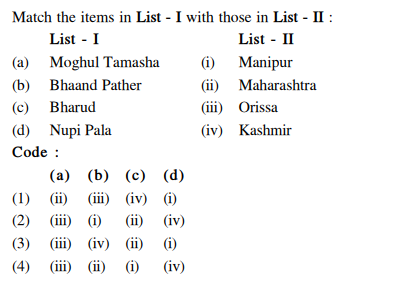 Match the items in List - I with those in List - II :
List - I List - II
(a) Moghul Tamasha (i) Manipur
(b) Bhaand Pather (ii) Maharashtra
(c) Bharud (iii) Orissa
(d) Nupi Pala (iv) Kashmir
Code :
(a) (b) (c) (d)
(1) (ii) (iii) (iv) (i)
(2) (iii) (i) (ii) (iv)
(3) (iii) (iv) (ii) (i)
(4) (iii) (ii) (i) (iv)